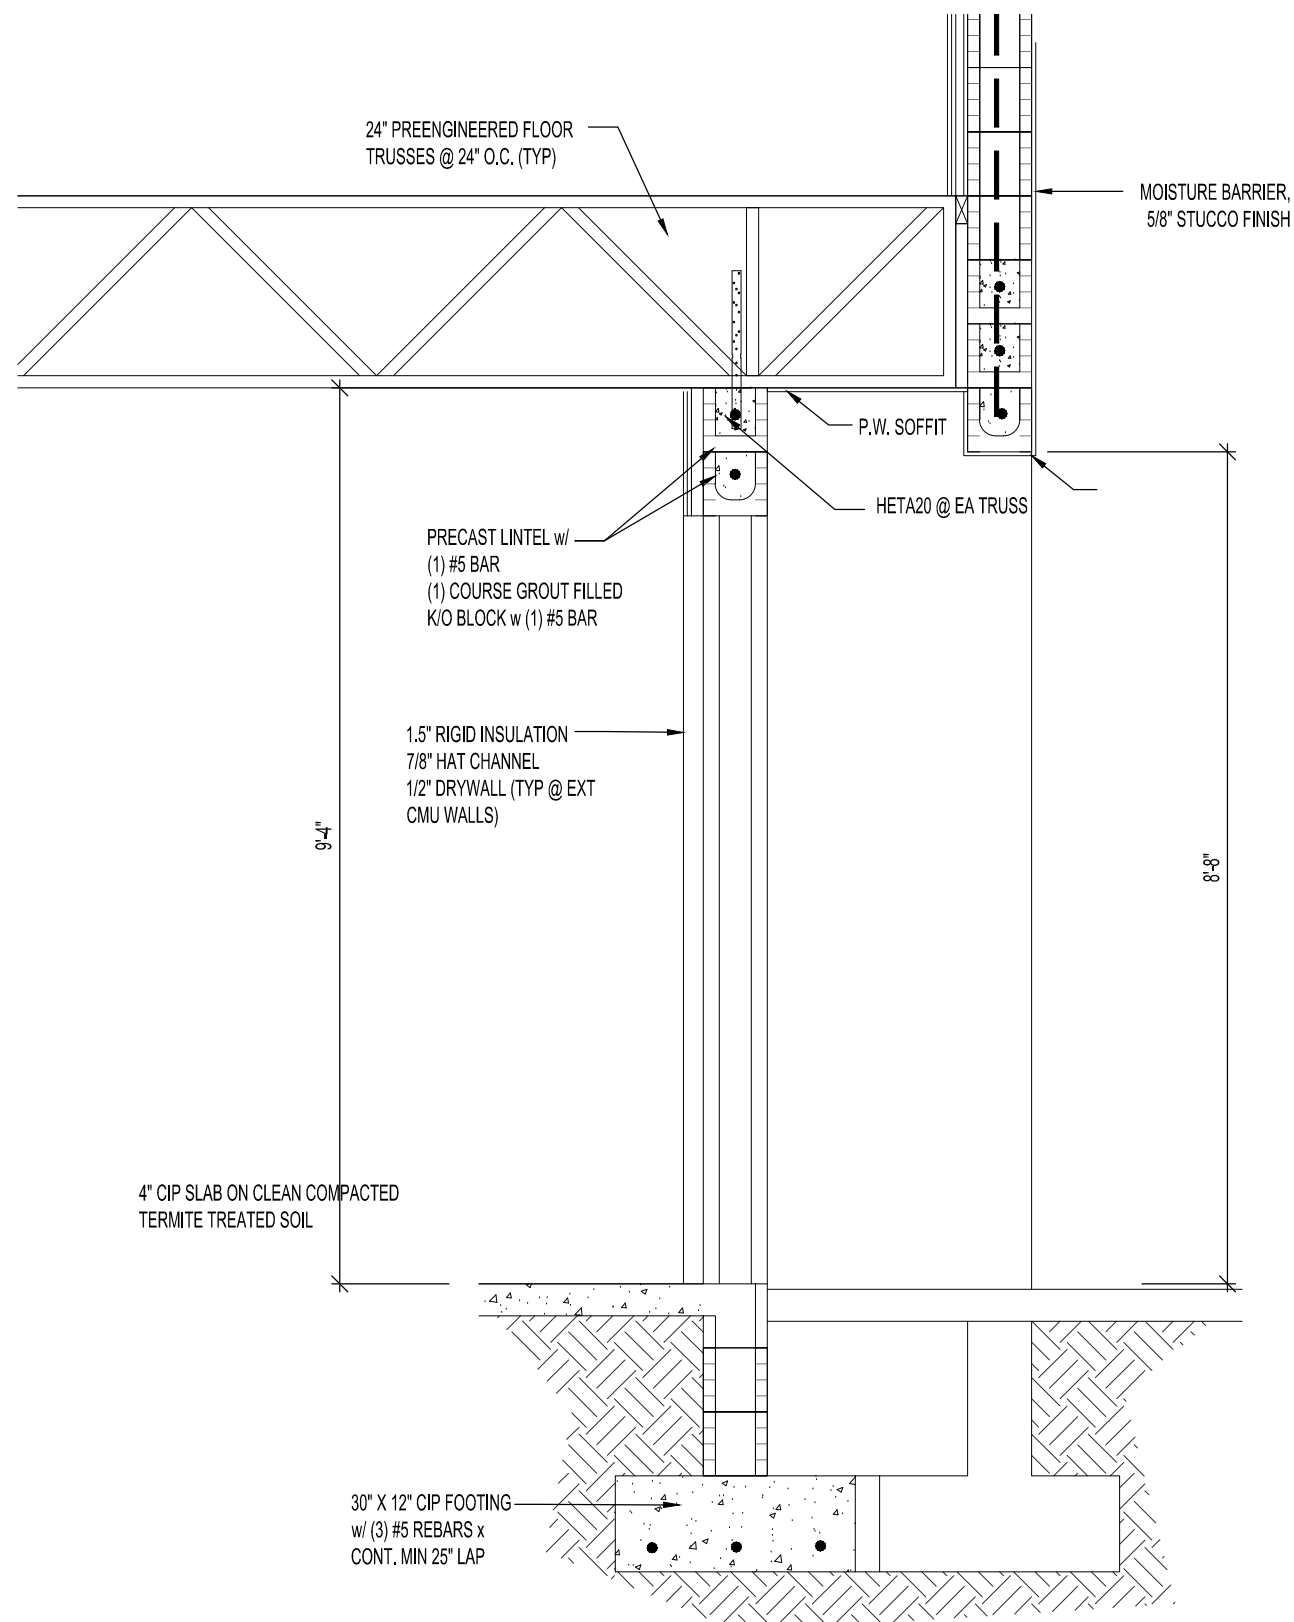 24" PREENGINEERED FLOOR
TRUSSES @ 24" O.C. (TYP)
MOISTURE BARRIER,
5/8" STUCCO FINISH
P.W. SOFFIT
HETA20 @ EA TRUSS
PRECAST LINTEL w/
(1) #5 BAR
(1) COURSE GROUT FILLED
K/O BLOCK w (1) #5 BAR
1.5" RIGID INSULATION
7/8" HAT CHANNEL
1/2" DRYWALL (TYP @ EXT
CMU WALLS)
9'-4"
8'-8"
4" CIP SLAB ON CLEAN COMPACTED
TERMITE TREATED SOIL
30" X 12" CIP FOOTING
w/ (3) #5 REBARS x
CONT. MIN 25" LAP